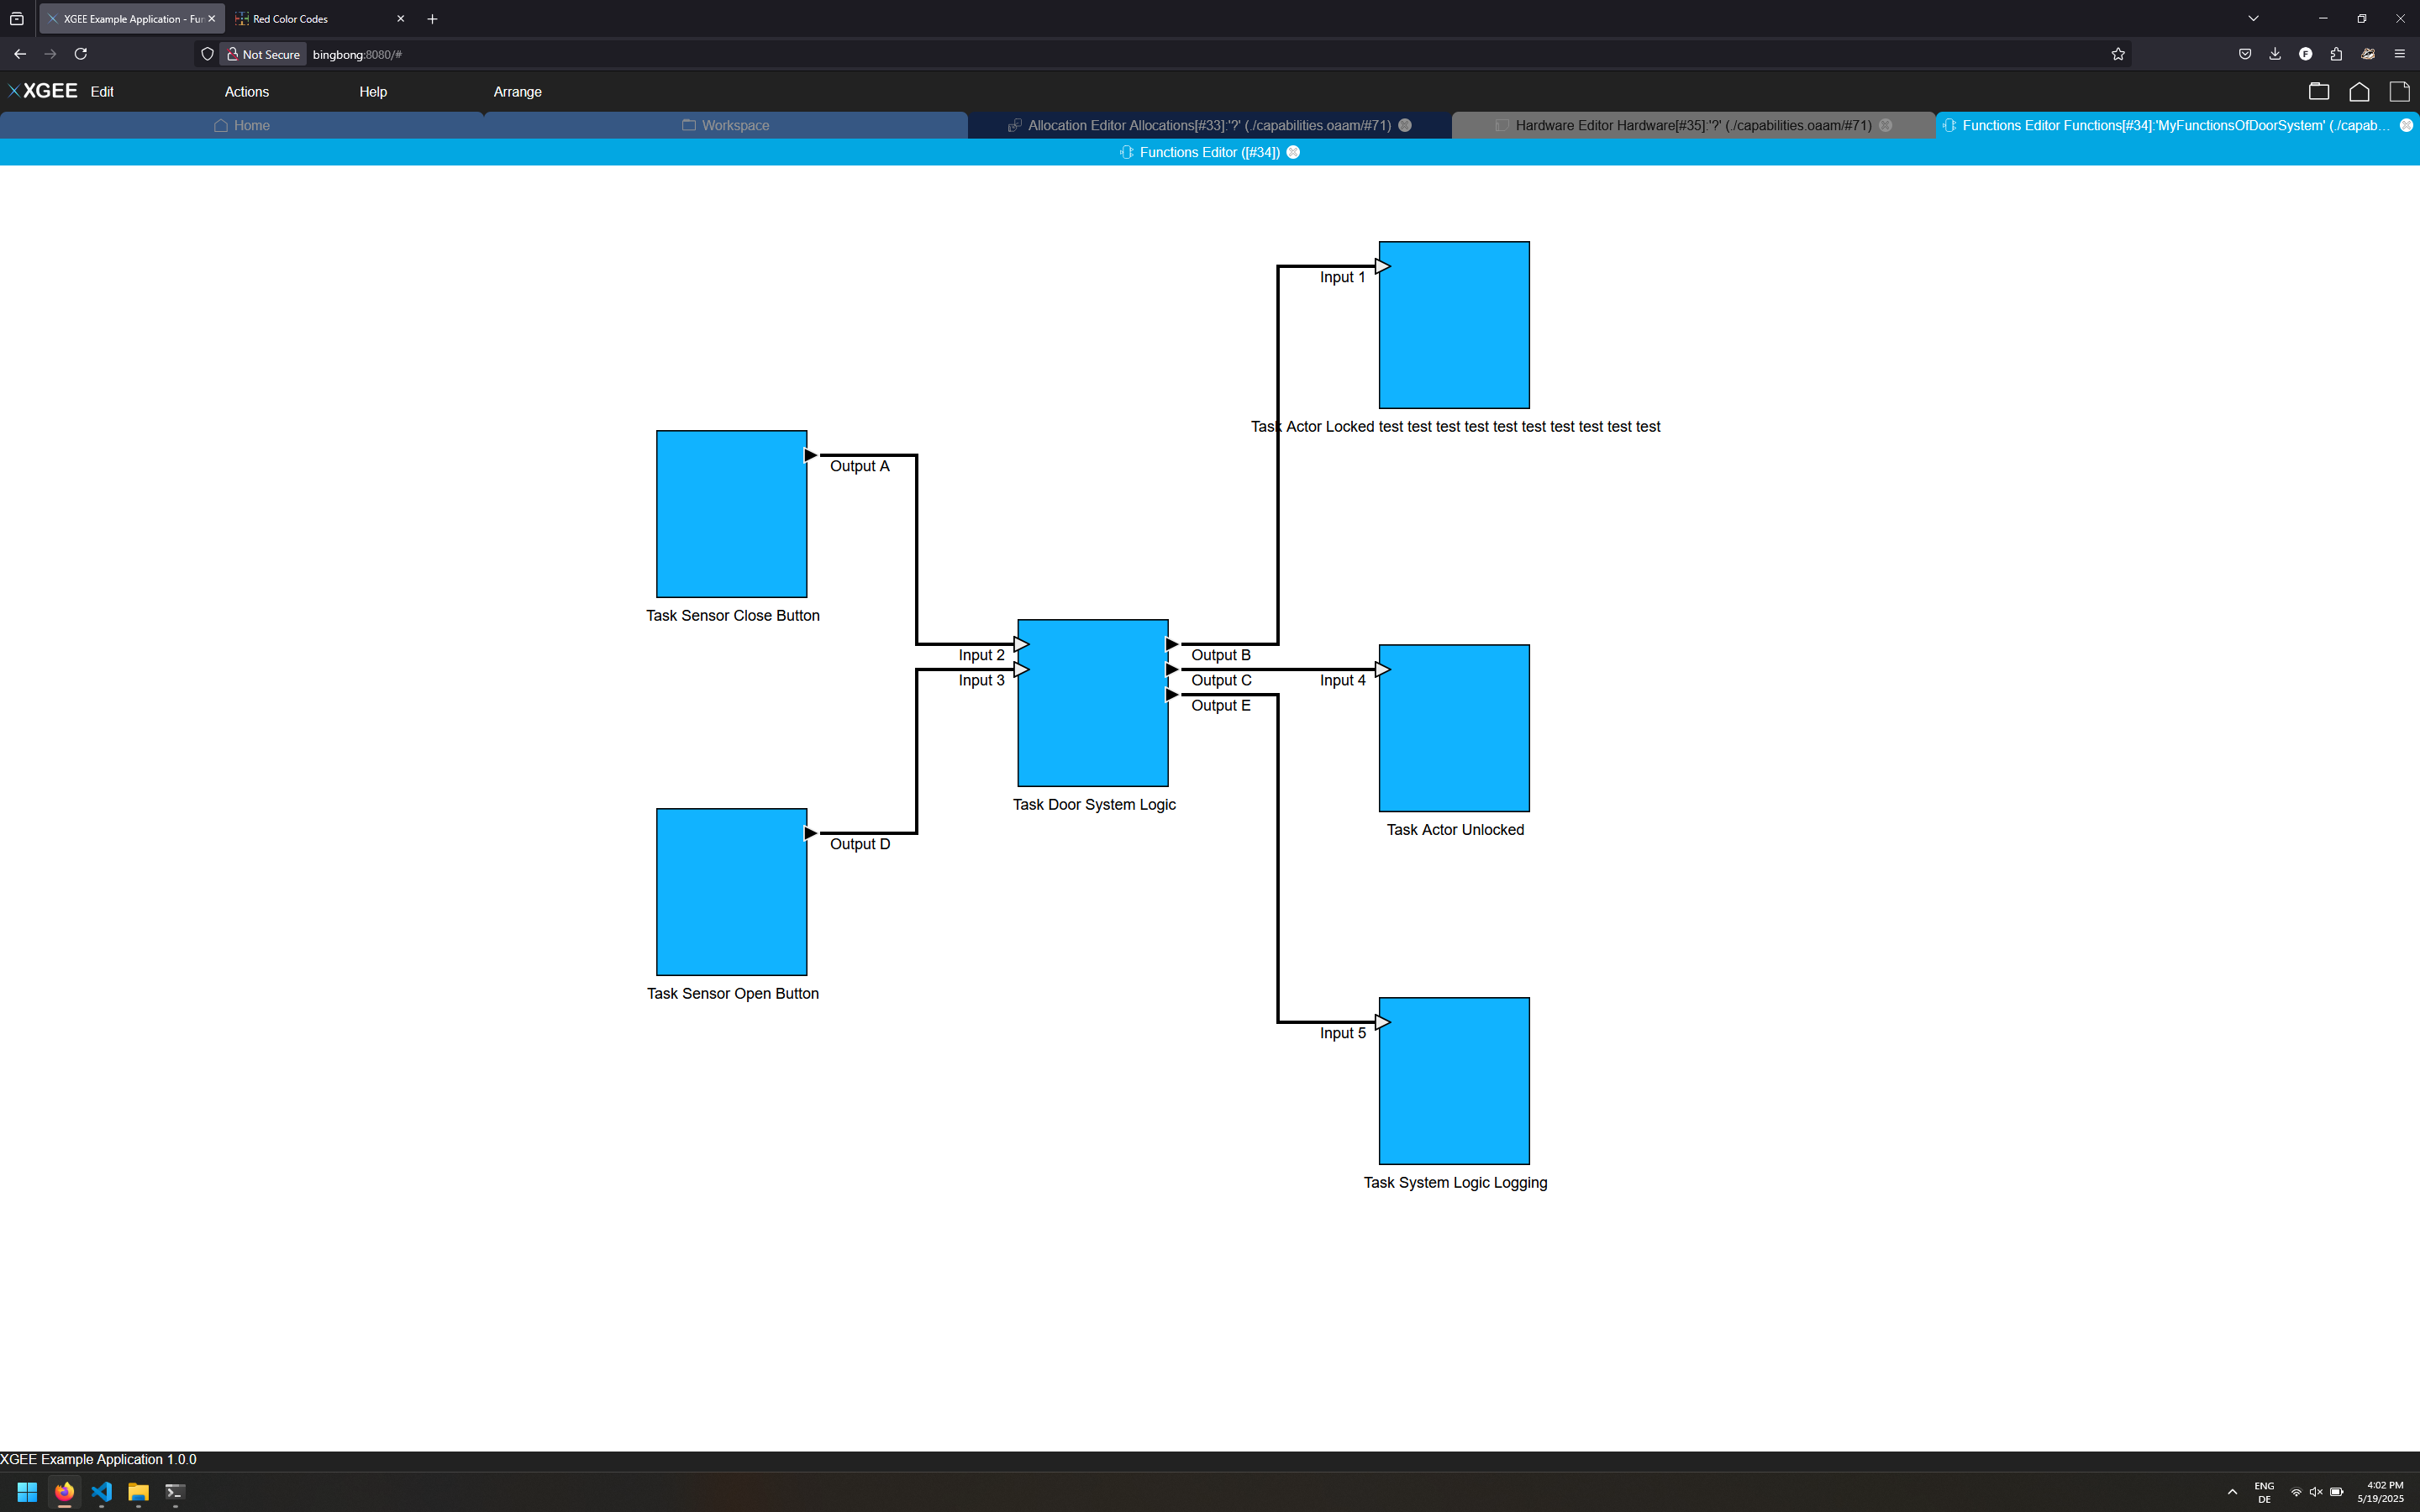 XGEE Example Application - Fur
Red Color Codes
Not Secure
bingbong:8080/#
XGEE
Edit
Actions
Help
Arrange
Home
Workspace
Allocation Editor Allocations[#33]:'?' (./capabilities.oaam/#71)
Hardware Editor Hardware[#35]:'?' (./capabilities.oaam/#71)
Functions Editor Functions[#34]:'MyFunctionsOfDoorSystem' (./capab...
Functions Editor ([#34])
Input 1
Task Actor Locked test test test test test test test test test test
Output A
Task Sensor Close Button
Input 2
Output B
Input 3
Output C
Input 4
Output E
Task Door System Logic
Task Actor Unlocked
Output D
Task Sensor Open Button
Input 5
Task System Logic Logging
XGEE Example Application 1.0.0
ENG
DE
4:02 PM
5/19/2025